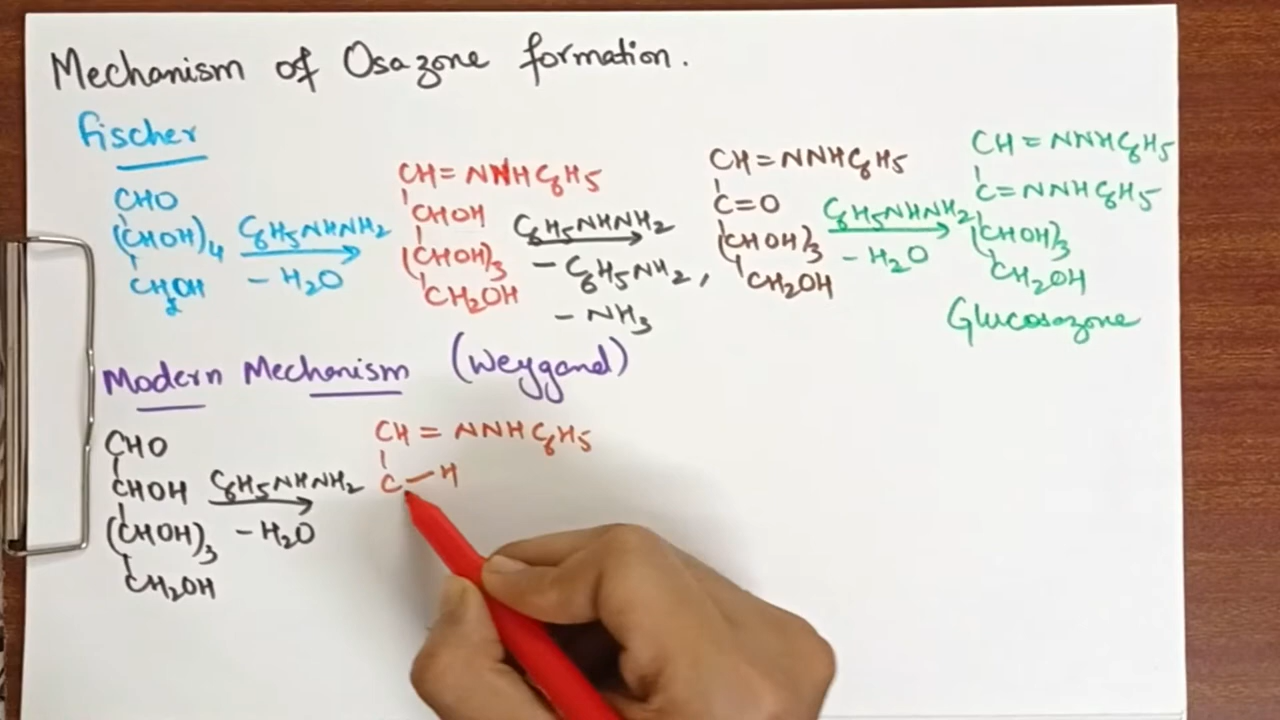 Mechanism of Osazone formation.
Fischer
CHO
(CHOH)4
CH2OH
C6H5NHNH2
- H2O
CH = NNHC6H5
CHOH
(CHOH)3
CH2OH
C6H5NHNH2
- C6H5NH2,
- NH3
CH = NNHC6H5
C=O
(CHOH)3
CH2OH
C6H5NHNH2
- H2O
CH = NNHC6H5
C=NNHC6H5
(CHOH)3
CH2OH
Glucosazone
Modern Mechanism (Weygand)
CHO
CHOH
(CHOH)3
CH2OH
C6H5NHNH2
- H2O
CH = NNHC6H5
C-H